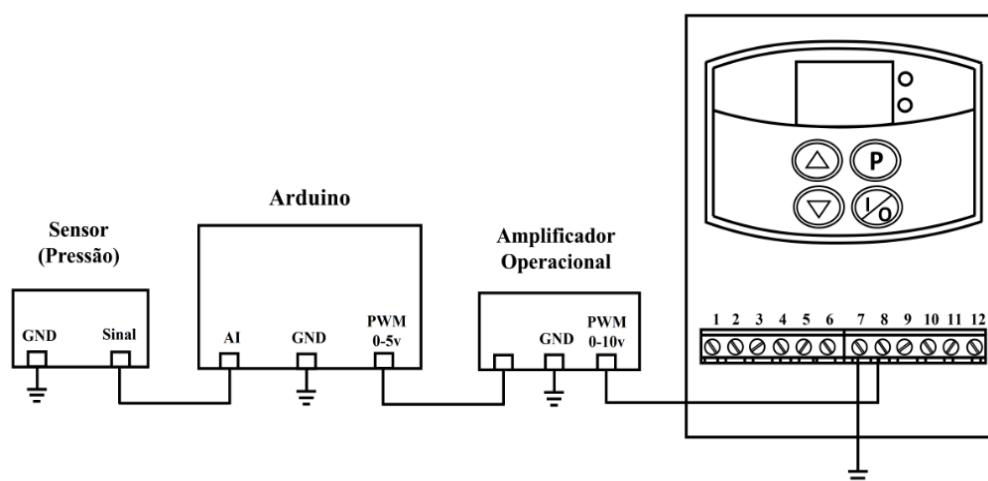 Sensor
(Pressão)
GND
Sinal
Arduino
AI
GND
PWM
0-5v
Amplificador
Operacional
GND
PWM
0-10v
P
I/O
1 2 3 4 5 6 7 8 9 10 11 12